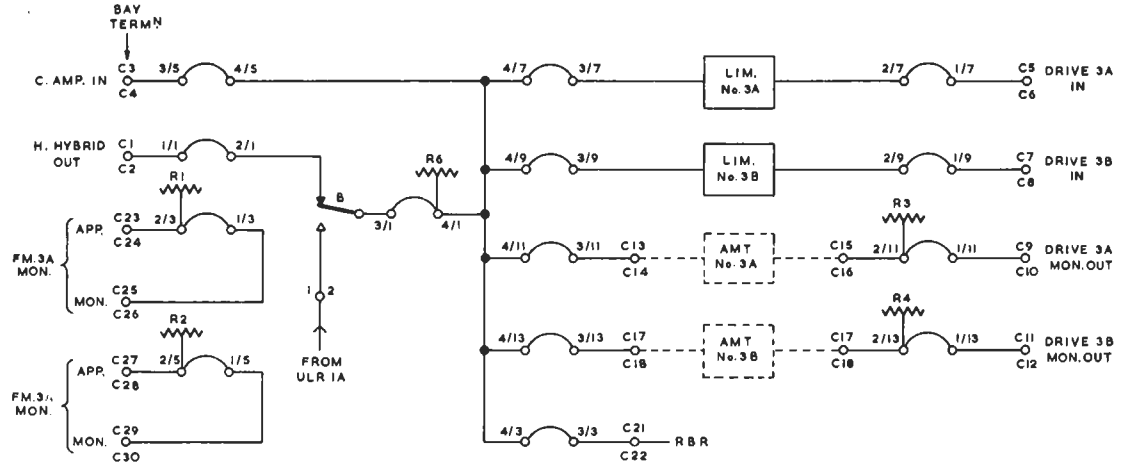 BAY
TERMN
C. AMP. IN
C3
C4
3/5
4/5
4/7
3/7
LIM.
No. 3A
2/7
1/7
C5
C6
DRIVE 3A
IN
H. HYBRID
OUT
C1
C2
1/1
2/1
4/9
3/9
LIM.
No. 3B
2/9
1/9
C7
C8
DRIVE 3B
IN
R6
B
3/1
4/1
R1
FM.3A
MON.
APP.
C23
C24
2/3
1/3
MON.
C25
C26
4/11
3/11
C13
C14
AMT
No. 3A
C15
C16
R3
2/11
1/11
C9
C10
DRIVE 3A
MON. OUT
1
2
FROM
ULR 1A
4/13
3/13
C17
C18
AMT
No. 3B
C17
C18
R4
2/13
1/13
C11
C12
DRIVE 3B
MON. OUT
R2
MON.
APP.
C27
C28
2/5
1/5
MON.
C29
C30
4/3
3/3
C21
C22
RBR